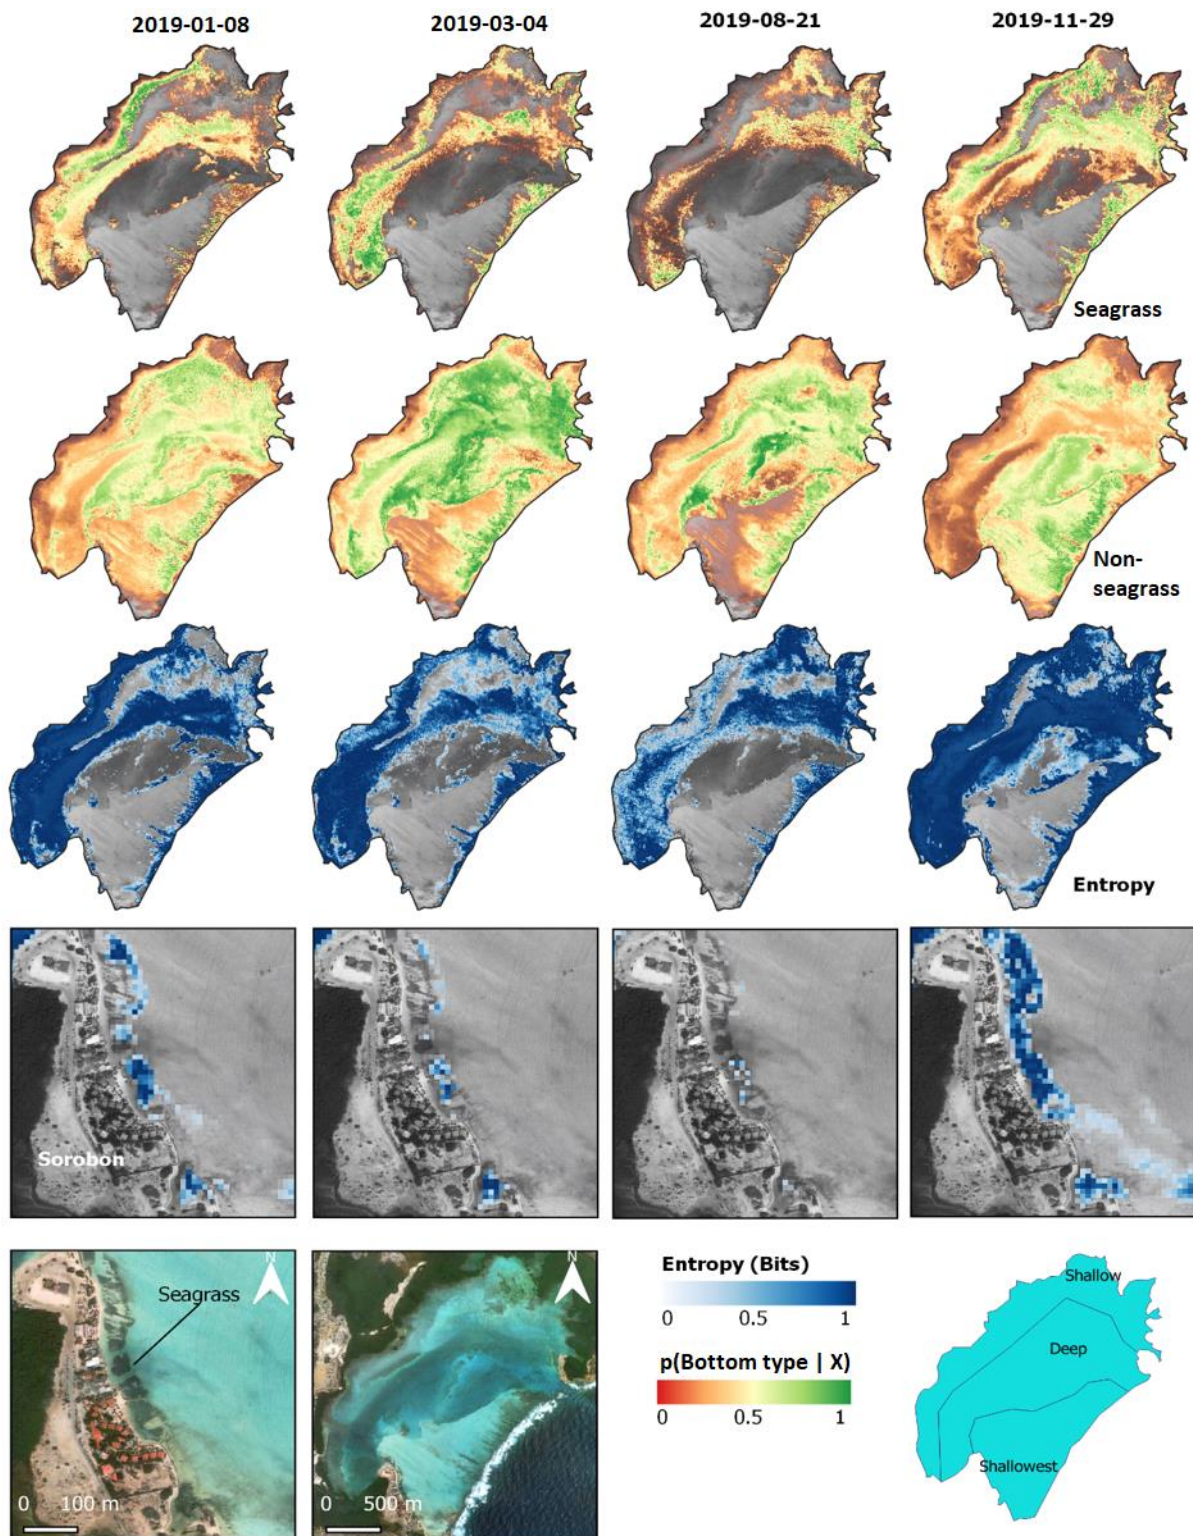 2019-01-08
2019-03-04
2019-08-21
2019-11-29
Seagrass
Non-
seagrass
Entropy
Sorobon
Seagrass
N
0 100 m
N
0 500 m
Entropy (Bits)
0 0.5 1
p(Bottom type | X)
0 0.5 1
Shallow
Deep
Shallowest